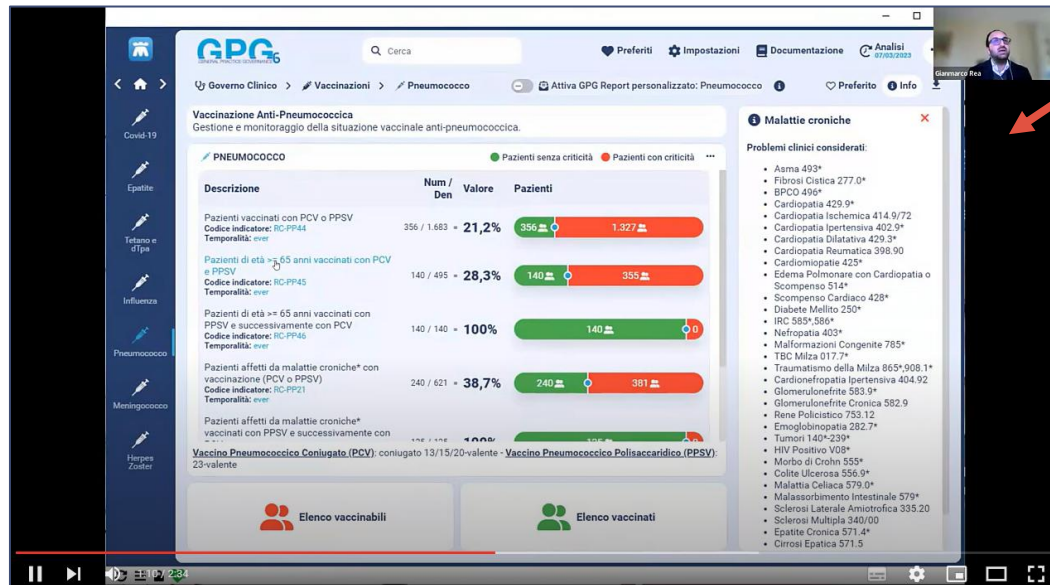 GPG 6
GENERAL PRACTICE GOVERNANCE
Cerca
Preferiti
Impostazioni
Documentazione
Analisi
07/03/2023
Gianmarco Rea
Governo Clinico > Vaccinazioni > Pneumococco
Attiva GPG Report personalizzato: Pneumococco
Preferito
Info
Covid-19
Epatite
Tetano e
dTpa
Influenza
Pneumococco
Meningococco
Herpes
Zoster
Vaccinazione Anti-Pneumococcica
Gestione e monitoraggio della situazione vaccinale anti-pneumococcica.
PNEUMOCOCCO
Pazienti senza criticità
Pazienti con criticità
Descrizione
Num /
Den
Valore
Pazienti
Pazienti vaccinati con PCV o PPSV
Codice indicatore: RC-PP44
Temporalità: ever
356 / 1.683 = 21,2%
356
1.327
Pazienti di età >= 65 anni vaccinati con PCV
e PPSV
Codice indicatore: RC-PP45
Temporalità: ever
140 / 495 = 28,3%
140
355
Pazienti di età >= 65 anni vaccinati con
PPSV e successivamente con PCV
Codice indicatore: RC-PP46
Temporalità: ever
140 / 140 = 100%
140
0
Pazienti affetti da malattie croniche* con
vaccinazione (PCV o PPSV)
Codice indicatore: RC-PP21
Temporalità: ever
240 / 621 = 38,7%
240
381
Pazienti affetti da malattie croniche*
vaccinati con PPSV e successivamente con
Vaccino Pneumococcico Coniugato (PCV): coniugato 13/15/20-valente - Vaccino Pneumococcico Polisaccaridico (PPSV):
23-valente
Elenco vaccinabili
Elenco vaccinati
Malattie croniche
Problemi clinici considerati:
Asma 493*
Fibrosi Cistica 277.0*
BPCO 496*
Cardiopatia 429.9*
Cardiopatia Ischemica 414.9/72
Cardiopatia Ipertensiva 402.9*
Cardiopatia Dilatativa 429.3*
Cardiopatia Reumatica 398.90
Cardiomiopatie 425*
Edema Polmonare con Cardiopatia o
Scompenso 514*
Scompenso Cardiaco 428*
Diabete Mellito 250*
IRC 585*,586*
Nefropatia 403*
Malformazioni Congenite 785*
TBC Milza 017.7*
Traumatismo della Milza 865*,908.1*
Cardionefropatia Ipertensiva 404.92
Glomerulonefrite 583.9*
Glomerulonefrite Cronica 582.9
Rene Policistico 753.12
Emoglobinopatia 282.7*
Tumori 140*-239*
HIV Positivo V08*
Morbo di Crohn 555*
Colite Ulcerosa 556.9*
Malattia Celiaca 579.0*
Malassorbimento Intestinale 579*
Sclerosi Laterale Amiotrofica 335.20
Sclerosi Multipla 340/00
Epatite Cronica 571.4*
Cirrosi Epatica 571.5
1:10 / 2:34